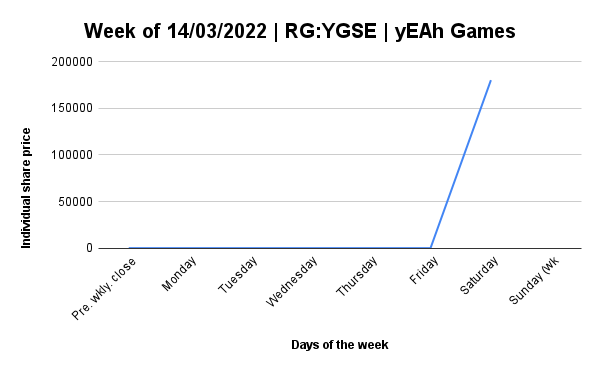 Week of 14/03/2022 | RG:YGSE | yEAh Games
Individual share price
200000
150000
100000
50000
0
Pre. wkly. close
Monday
Tuesday
Wednesday
Thursday
Friday
Saturday
Sunday (wk
Days of the week